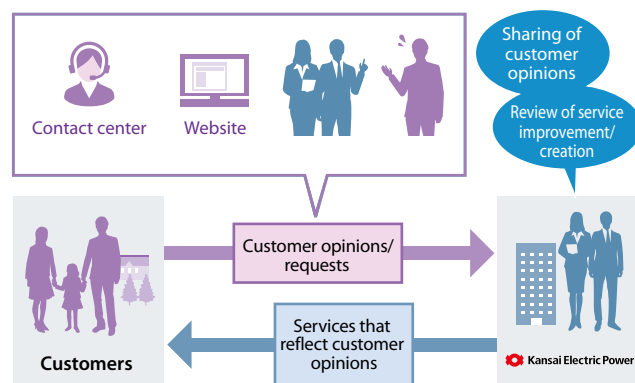 Contact center
Website
Sharing of
customer
opinions
Review of service
improvement/
creation
Customer opinions/
requests
Services that
reflect customer
opinions
Customers
Kansai Electric Power